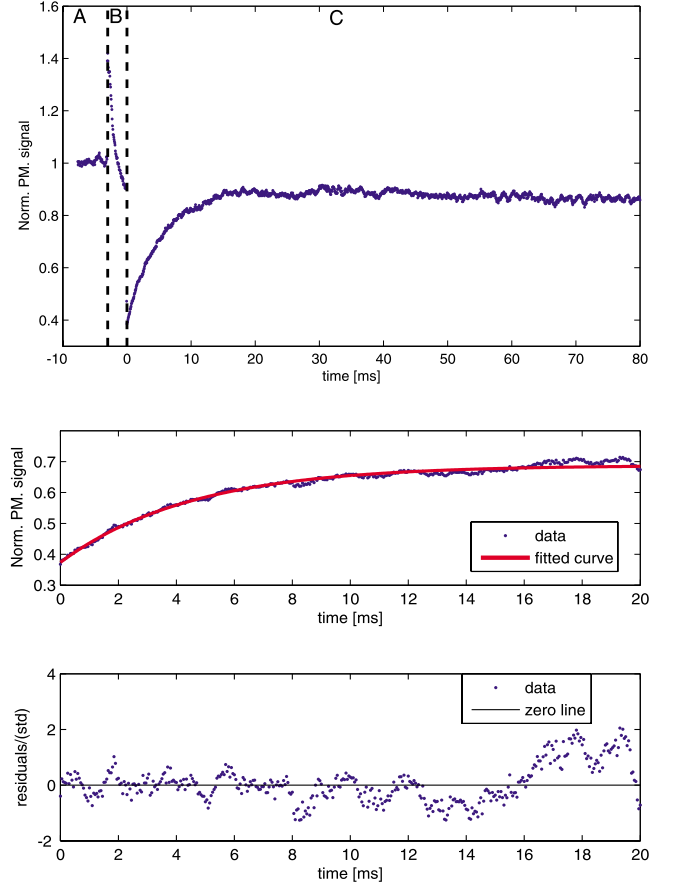 A B C
1.6
1.4
1.2
1
0.8
0.6
0.4
Norm. PM. signal
-10 0 10 20 30 40 50 60 70 80
time [ms]
0.7
0.6
0.5
0.4
0.3
Norm. PM. signal
data
fitted curve
0 2 4 6 8 10 12 14 16 18 20
time [ms]
4
2
0
-2
residuals/(std)
data
zero line
0 2 4 6 8 10 12 14 16 18 20
time [ms]